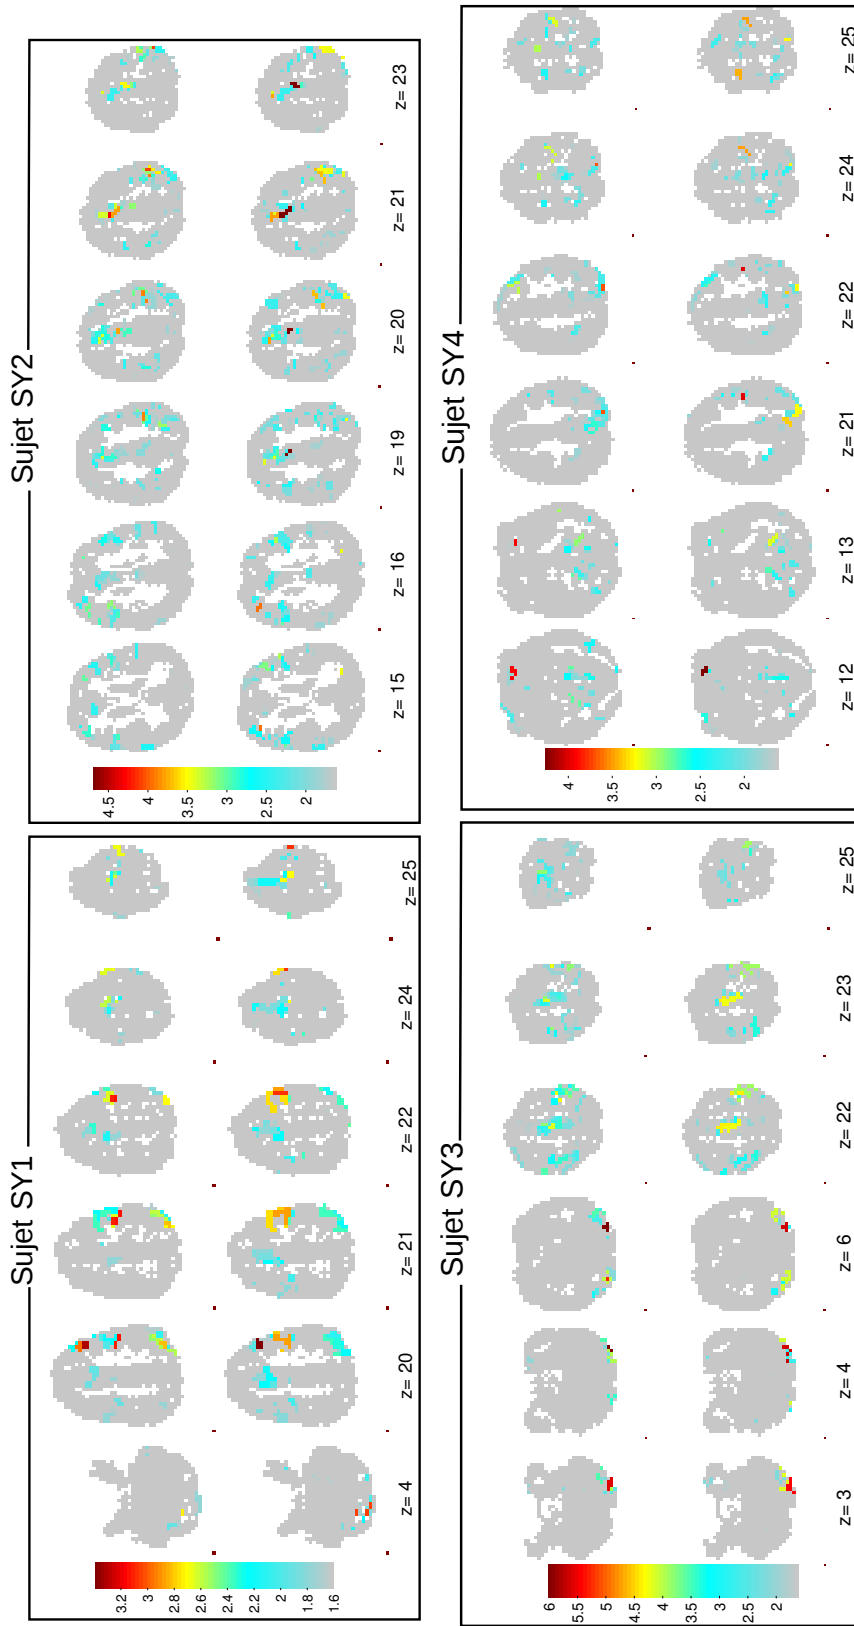 Sujet SY1
3.2
3
2.8
2.6
2.4
2.2
2
1.8
1.6
z= 4
z= 20
z= 21
z= 22
z= 24
z= 25
Sujet SY2
4.5
4
3.5
3
2.5
2
z= 15
z= 16
z= 19
z= 20
z= 21
z= 23
Sujet SY3
6
5.5
5
4.5
4
3.5
3
2.5
2
z= 3
z= 4
z= 6
z= 22
z= 23
z= 25
Sujet SY4
4
3.5
3
2.5
2
z= 12
z= 13
z= 21
z= 22
z= 24
z= 25